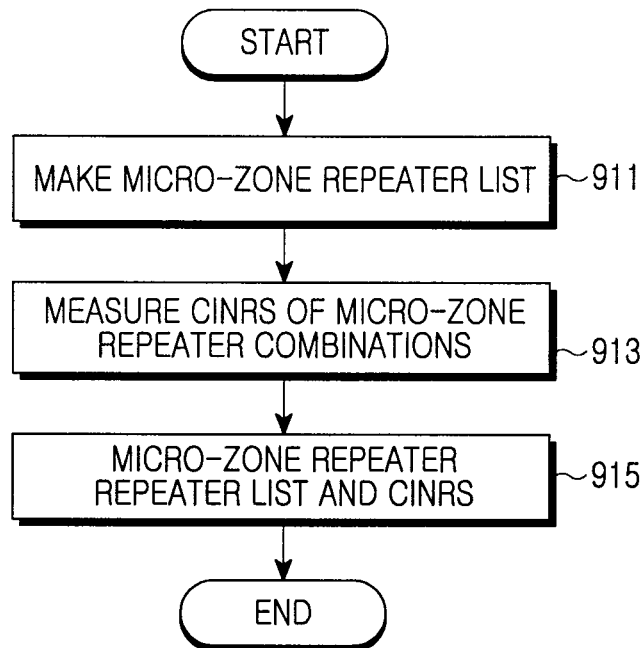 START
MAKE MICRO-ZONE REPEATER LIST
911
MEASURE CINRS OF MICRO-ZONE
REPEATER COMBINATIONS
913
MICRO-ZONE REPEATER
REPEATER LIST AND CINRS
915
END